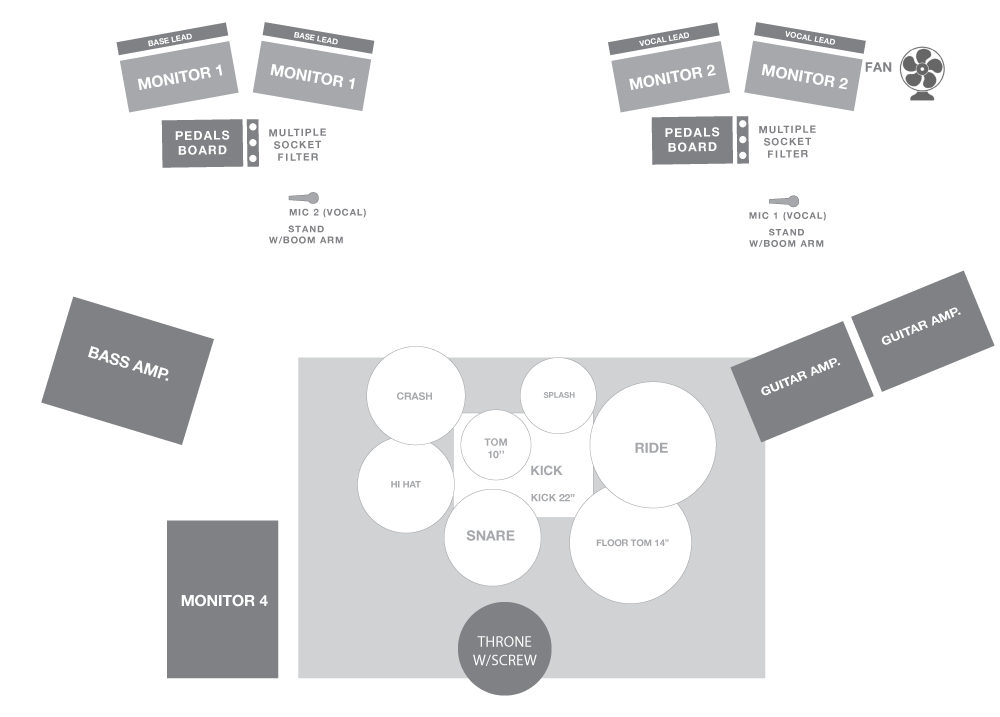 BASE LEAD
MONITOR 1
BASE LEAD
MONITOR 1
VOCAL LEAD
MONITOR 2
VOCAL LEAD
MONITOR 2
FAN
PEDALS
BOARD
MULTIPLE
SOCKET
FILTER
PEDALS
BOARD
MULTIPLE
SOCKET
FILTER
MIC 2 (VOCAL)
STAND
W/BOOM ARM
MIC 1 (VOCAL)
STAND
W/BOOM ARM
BASS AMP.
GUITAR AMP.
GUITAR AMP.
CRASH
SPLASH
TOM
10''
RIDE
KICK
KICK 22"
HI HAT
SNARE
FLOOR TOM 14"
MONITOR 4
THRONE
W/SCREW